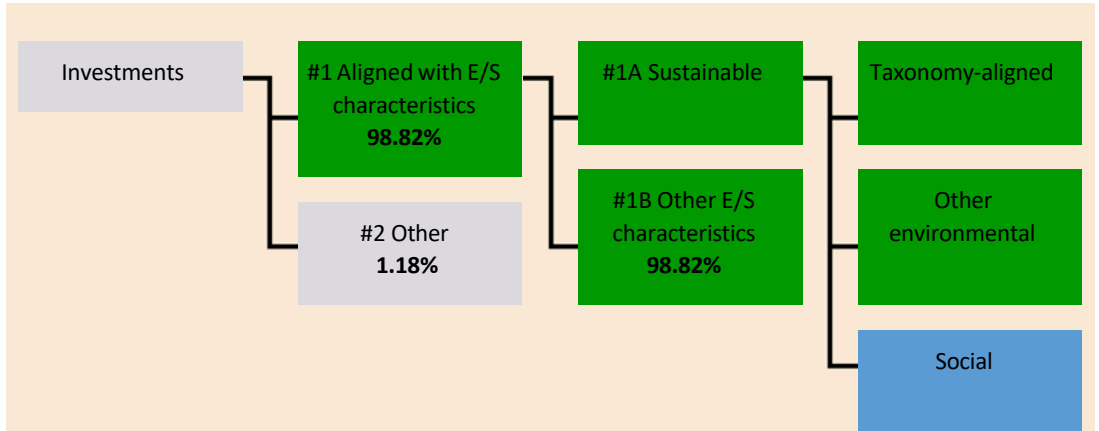 Investments
#1 Aligned with E/S
characteristics
98.82%
#2 Other
1.18%
#1A Sustainable
#1B Other E/S
characteristics
98.82%
Taxonomy-aligned
Other
environmental
Social